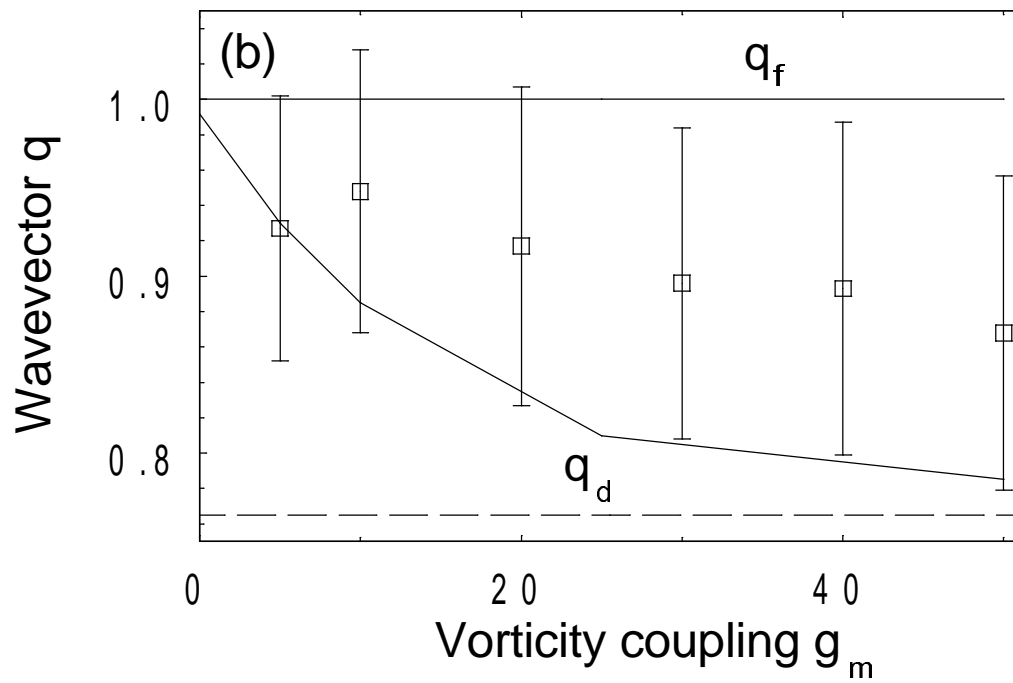 (b)
q_f
1.0
0.9
0.8
q_d
Wavevector q
0 20 40
Vorticity coupling g_m